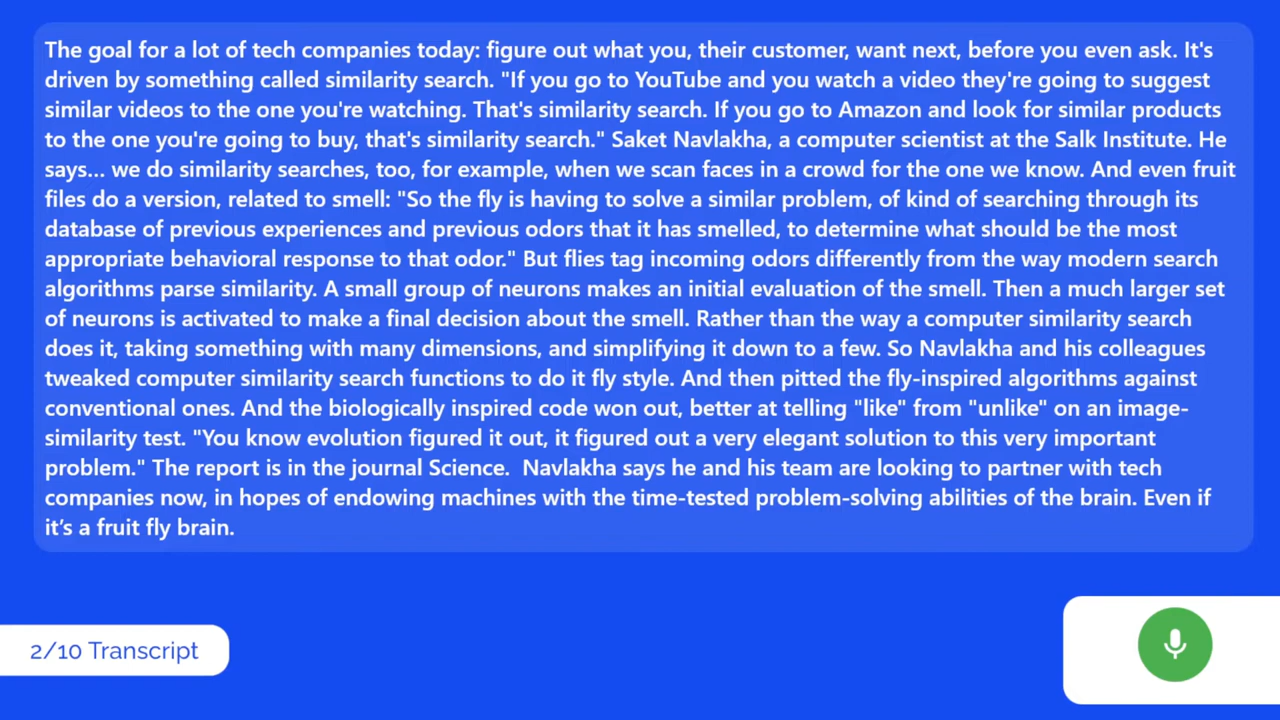 The goal for a lot of tech companies today: figure out what you, their customer, want next, before you even ask. It's
driven by something called similarity search. "If you go to YouTube and you watch a video they're going to suggest
similar videos to the one you're watching. That's similarity search. If you go to Amazon and look for similar products
to the one you're going to buy, that's similarity search." Saket Navlakha, a computer scientist at the Salk Institute. He
says... we do similarity searches, too, for example, when we scan faces in a crowd for the one we know. And even fruit
files do a version, related to smell: "So the fly is having to solve a similar problem, of kind of searching through its
database of previous experiences and previous odors that it has smelled, to determine what should be the most
appropriate behavioral response to that odor." But flies tag incoming odors differently from the way modern search
algorithms parse similarity. A small group of neurons makes an initial evaluation of the smell. Then a much larger set
of neurons is activated to make a final decision about the smell. Rather than the way a computer similarity search
does it, taking something with many dimensions, and simplifying it down to a few. So Navlakha and his colleagues
tweaked computer similarity search functions to do it fly style. And then pitted the fly-inspired algorithms against
conventional ones. And the biologically inspired code won out, better at telling "like" from "unlike" on an image-
similarity test. "You know evolution figured it out, it figured out a very elegant solution to this very important
problem." The report is in the journal Science.  Navlakha says he and his team are looking to partner with tech
companies now, in hopes of endowing machines with the time-tested problem-solving abilities of the brain. Even if
it’s a fruit fly brain.
2/10 Transcript